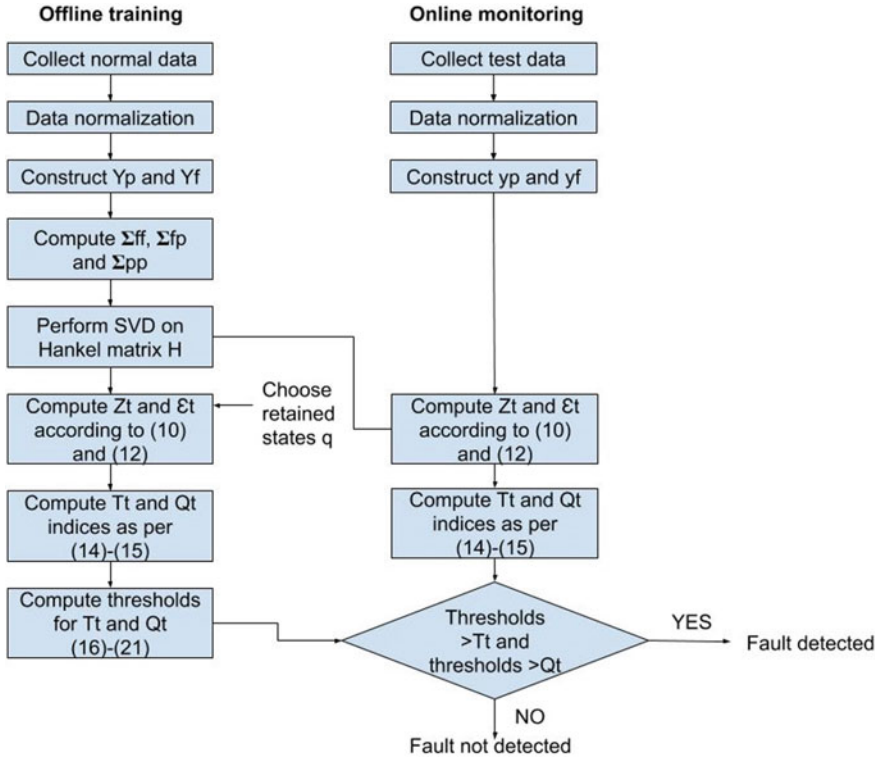 Offline training
Collect normal data
Data normalization
Construct Yp and Yf
Compute Σff, Σfp
and Σpp
Perform SVD on
Hankel matrix H
Compute Zt and Ɛt
according to (10)
and (12)
Choose
retained
states q
Compute Tt and Qt
indices as per
(14)-(15)
Compute thresholds
for Tt and Qt
(16)-(21)
Online monitoring
Collect test data
Data normalization
Construct yp and yf
Compute Zt and Ɛt
according to (10)
and (12)
Compute Tt and Qt
indices as per
(14)-(15)
Thresholds
>Tt and
thresholds >Qt
YES
Fault detected
NO
Fault not detected